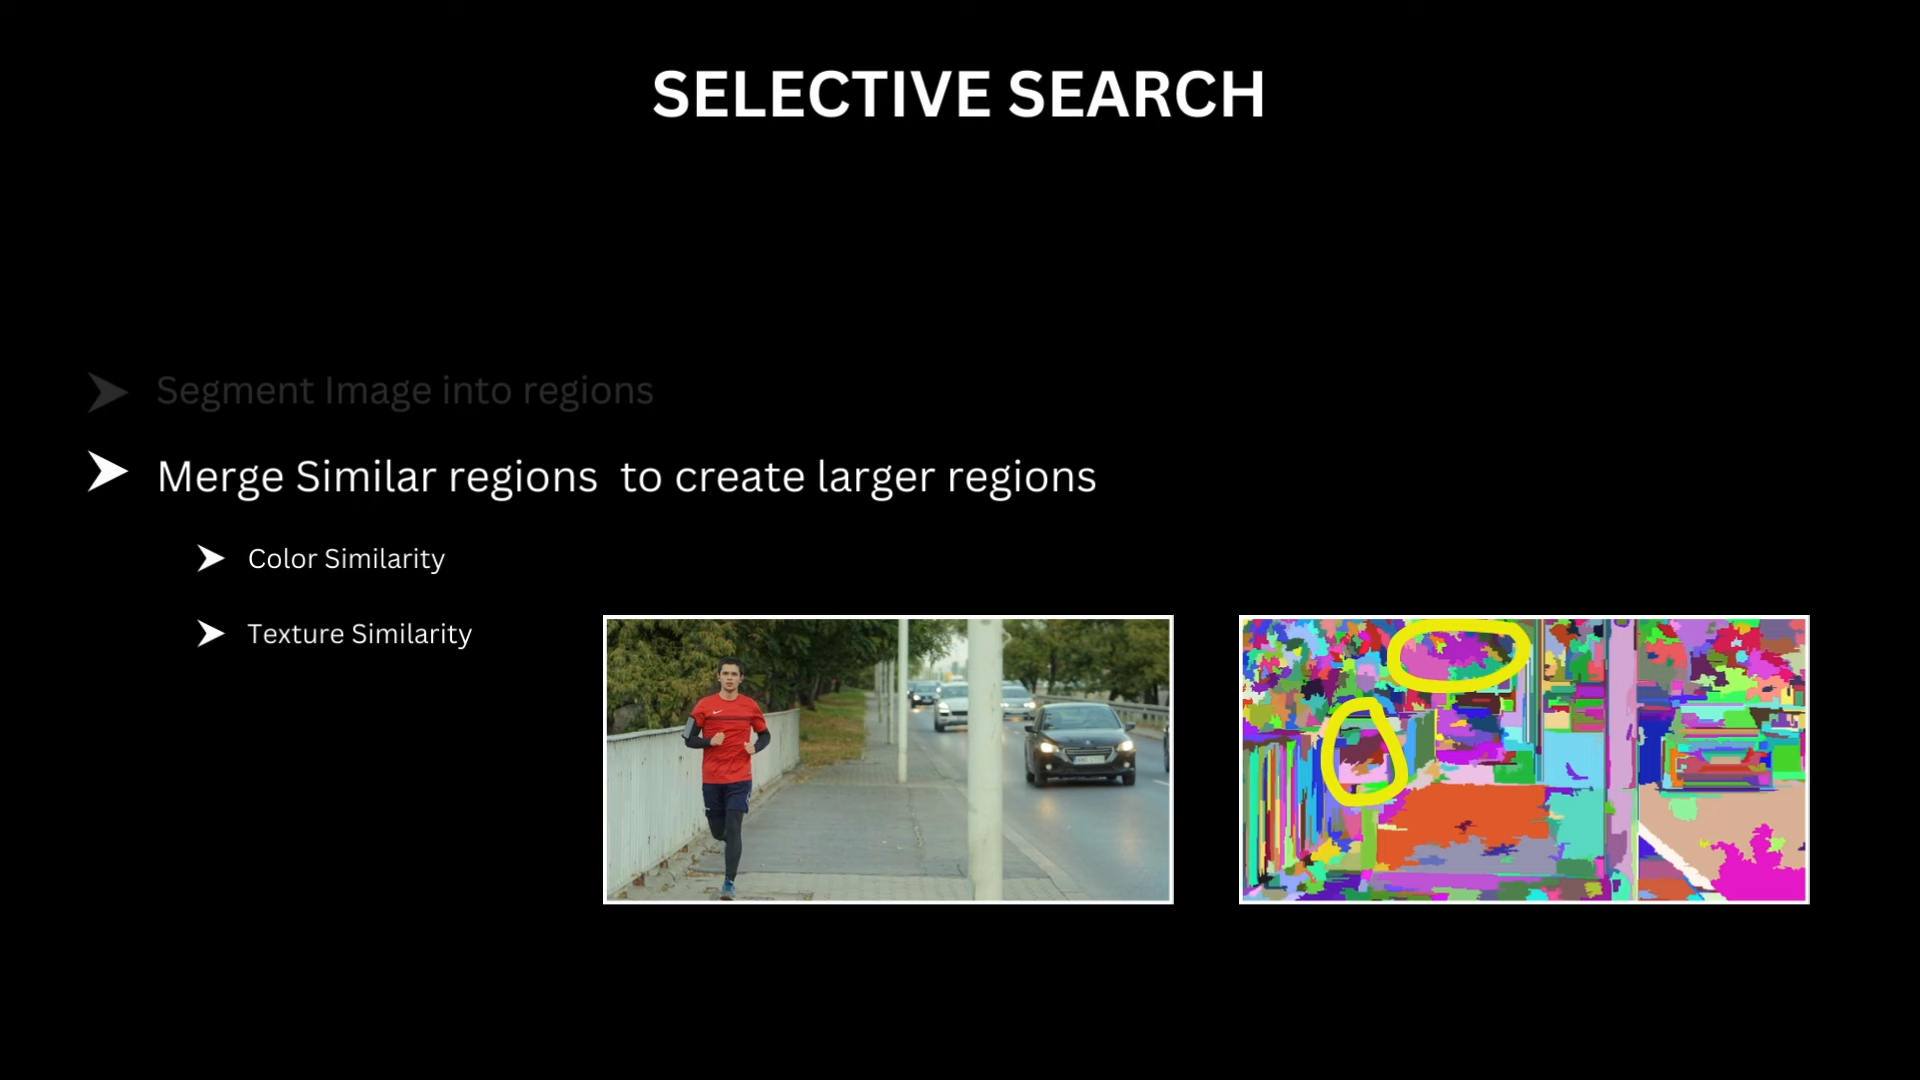 SELECTIVE SEARCH
Segment Image into regions
Merge Similar regions to create larger regions
Color Similarity
Texture Similarity